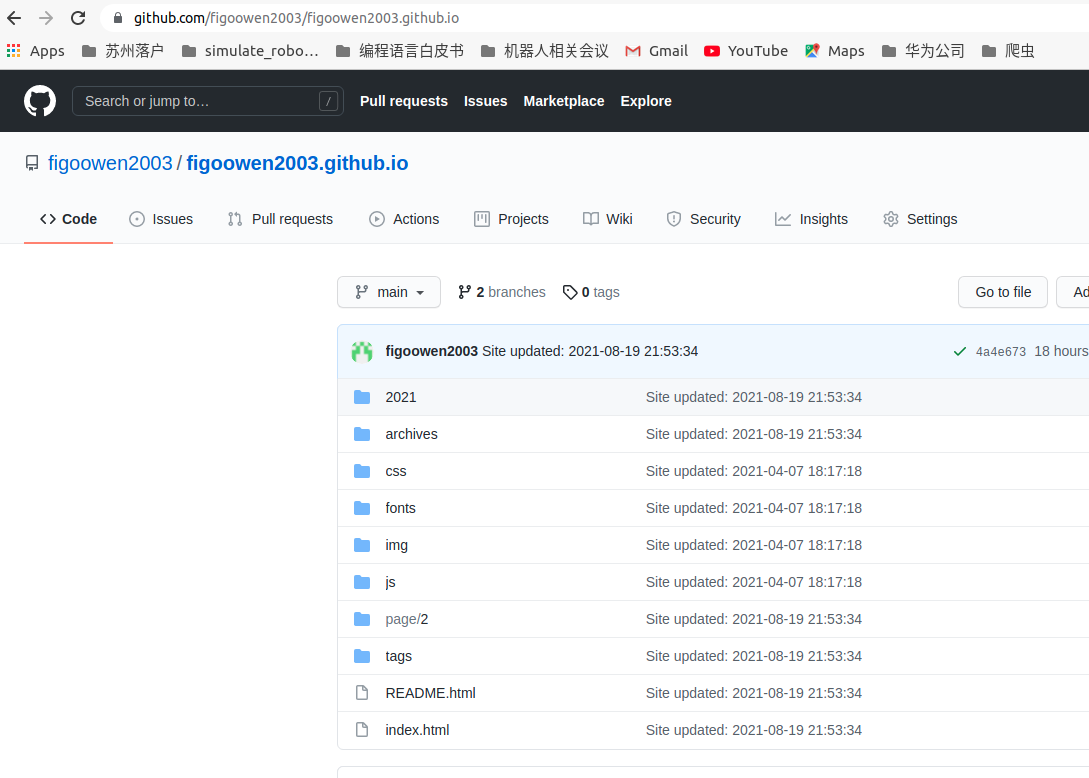 github.com/figoowen2003/figoowen2003.github.io
Apps 苏州落户 simulate_robo… 编程语言白皮书 机器人相关会议 Gmail YouTube Maps 华为公司 爬虫
Search or jump to… / Pull requests Issues Marketplace Explore
figoowen2003 / figoowen2003.github.io
Code Issues Pull requests Actions Projects Wiki Security Insights Settings
main 2 branches 0 tags Go to file Ad
figoowen2003 Site updated: 2021-08-19 21:53:34 4a4e673 18 hours
2021 Site updated: 2021-08-19 21:53:34
archives Site updated: 2021-08-19 21:53:34
css Site updated: 2021-04-07 18:17:18
fonts Site updated: 2021-04-07 18:17:18
img Site updated: 2021-04-07 18:17:18
js Site updated: 2021-04-07 18:17:18
page/2 Site updated: 2021-08-19 21:53:34
tags Site updated: 2021-08-19 21:53:34
README.html Site updated: 2021-08-19 21:53:34
index.html Site updated: 2021-08-19 21:53:34